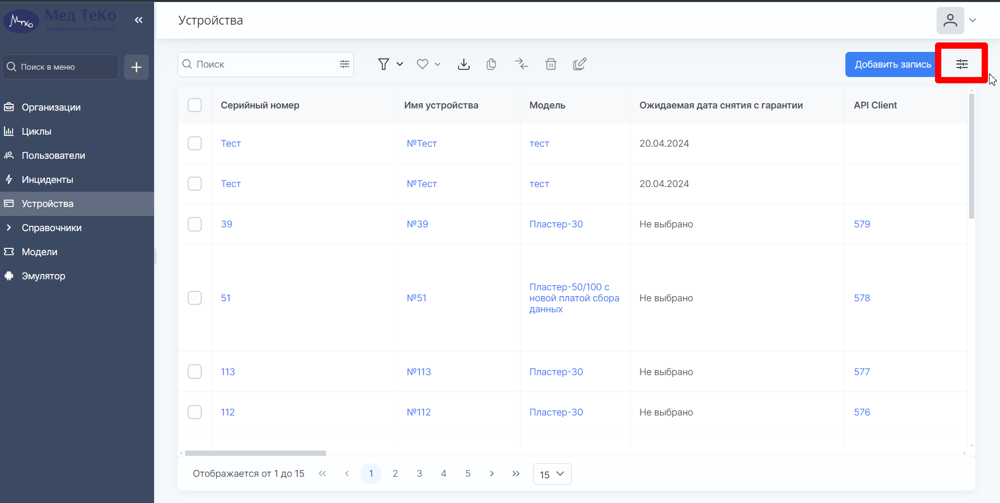 Мед ТеКо
медицинская техника
Мтко
Устройства
Поиск в меню
Организации
Циклы
Пользователи
Инциденты
Устройства
Справочники
Модели
Эмулятор
Поиск
Добавить запись
Серийный номер
Имя устройства
Модель
Ожидаемая дата снятия с гарантии
API Client
Тест
№Тест
тест
20.04.2024
Тест
№Тест
тест
20.04.2024
39
№39
Пластер-30
Не выбрано
579
51
№51
Пластер-50/100 с
новой платой сбора
данных
Не выбрано
578
113
№113
Пластер-30
Не выбрано
577
112
№112
Пластер-30
Не выбрано
576
Отображается от 1 до 15
1
2
3
4
5
15